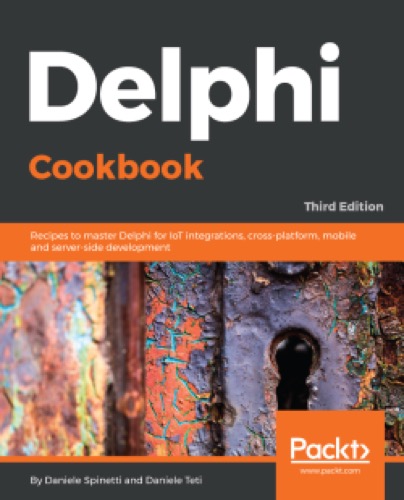 Delphi
Cookbook
Third Edition
Recipes to master Delphi for IoT integrations, cross-platform, mobile
and server-side development
Packt>
www.packt.com
By Daniele Spinetti and Daniele Teti